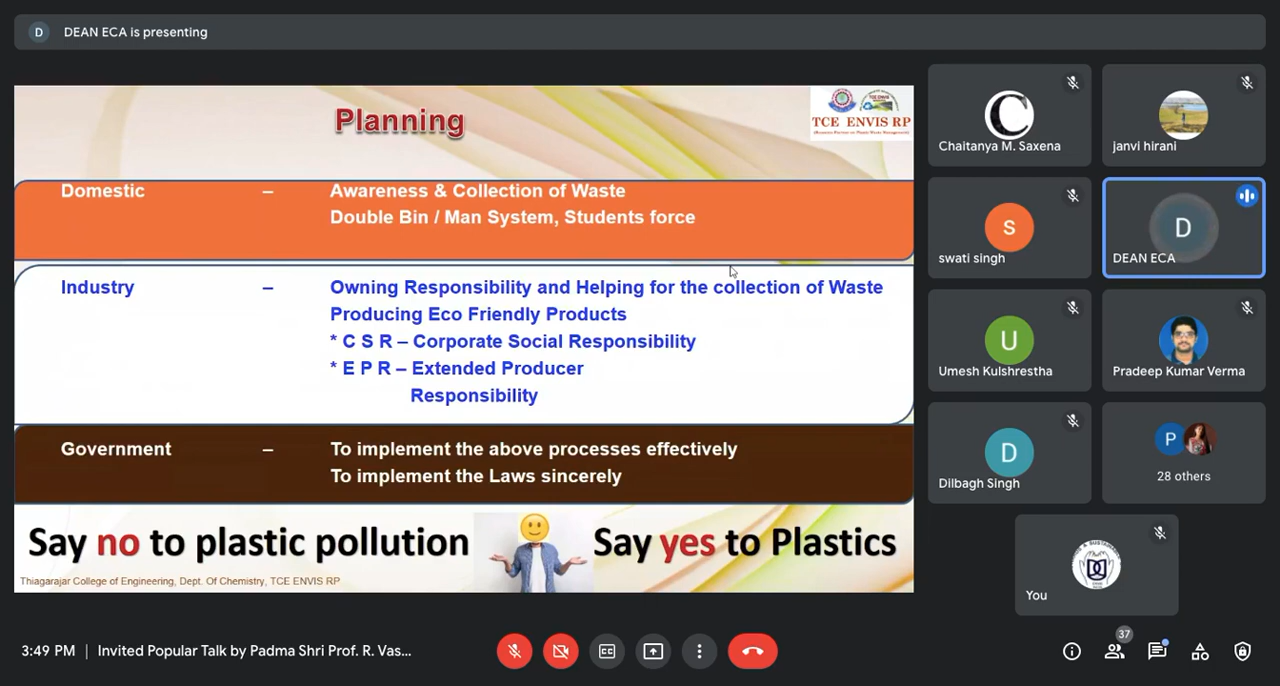 D DEAN ECA is presenting
Planning
TCE ENVIS RP
Domestic – Awareness & Collection of Waste
Double Bin / Man System, Students force
Industry – Owning Responsibility and Helping for the collection of Waste
Producing Eco Friendly Products
* C S R – Corporate Social Responsibility
* E P R – Extended Producer
Responsibility
Government – To implement the above processes effectively
To implement the Laws sincerely
Say no to plastic pollution Say yes to Plastics
Thiagarajar College of Engineering, Dept. Of Chemistry, TCE ENVIS RP
C
Chaitanya M. Saxena
janvi hirani
S
swati singh
D
DEAN ECA
U
Umesh Kulshrestha
Pradeep Kumar Verma
D
Dilbagh Singh
P
28 others
You
3:49 PM | Invited Popular Talk by Padma Shri Prof. R. Vas...
37